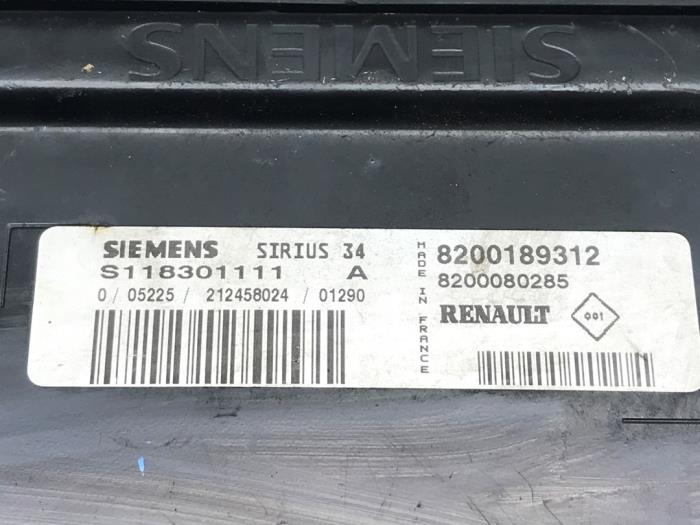 SIEMENS
SIEMENS SIRIUS 34
S118301111 A
0 / 05225 / 212458024 / 01290
MADE IN FRANCE
8200189312
8200080285
RENAULT 001